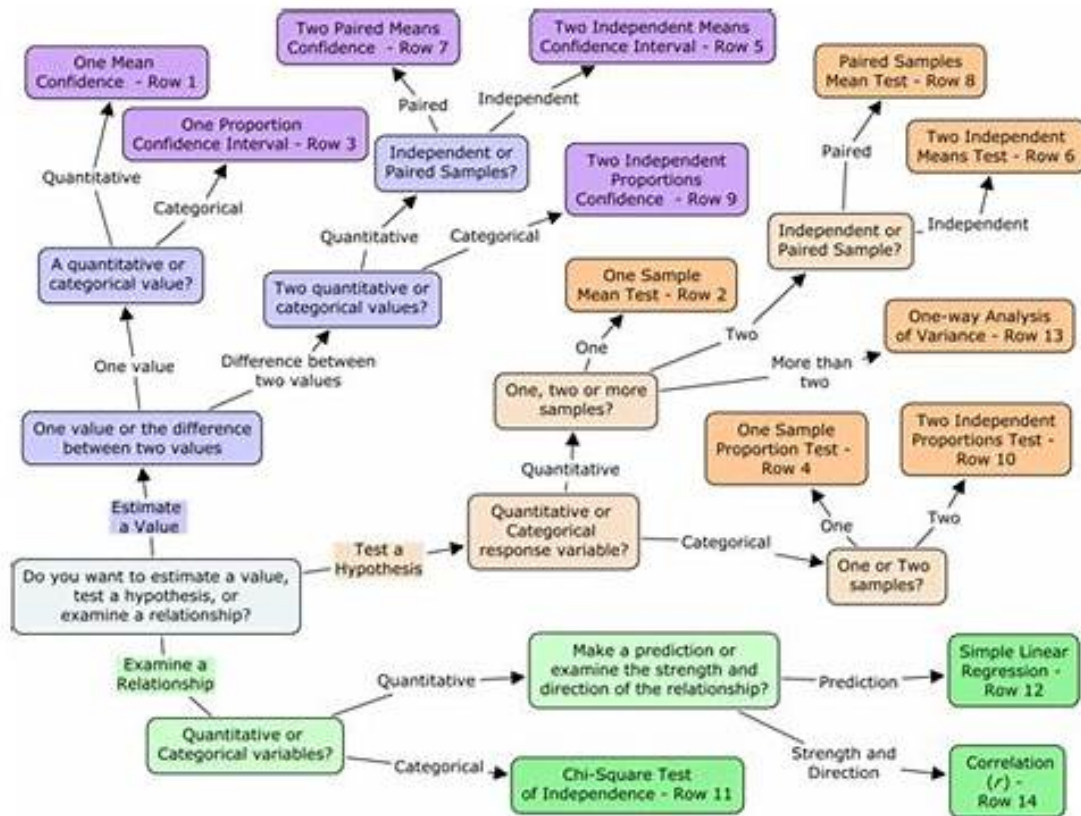 Two Paired Means
Confidence - Row 7
Two Independent Means
Confidence Interval - Row 5
One Mean
Confidence - Row 1
Paired Samples
Mean Test - Row 8
Paired
Independent
One Proportion
Confidence Interval - Row 3
Two Independent
Means Test - Row 6
Independent or
Paired Samples?
Two Independent
Proportions
Confidence - Row 9
Paired
Quantitative
Categorical
Quantitative
Categorical
Independent or
Paired Sample?
Independent
A quantitative or
categorical value?
Two quantitative or
categorical values?
One Sample
Mean Test - Row 2
One-way Analysis
of Variance - Row 13
Two
One
One value
Difference between
two values
More than
two
One, two or more
samples?
One value or the difference
between two values
One Sample
Proportion Test -
Row 4
Two Independent
Proportions Test -
Row 10
Quantitative
Estimate
a Value
Quantitative or
Categorical
response variable?
One
Two
Test a
Hypothesis
Categorical
One or Two
samples?
Do you want to estimate a value,
test a hypothesis, or
examine a relationship?
Examine a
Relationship
Quantitative
Make a prediction or
examine the strength and
direction of the relationship?
Prediction
Simple Linear
Regression -
Row 12
Quantitative or
Categorical variables?
Categorical
Chi-Square Test
of Independence - Row 11
Strength and
Direction
Correlation
(r) -
Row 14